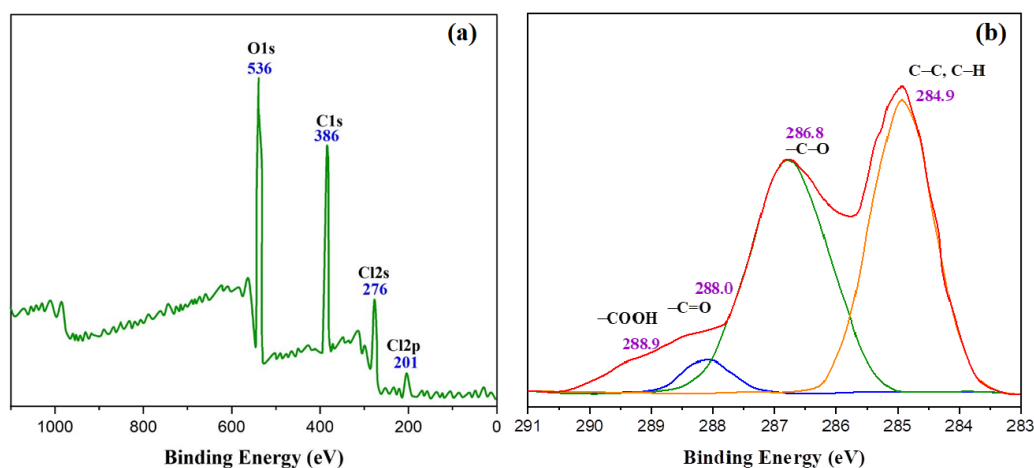 (a)
O1s
536
C1s
386
Cl2s
276
Cl2p
201
1000 800 600 400 200 0
Binding Energy (eV)
(b)
C–C, C–H
284.9
286.8
–C–O
288.0
–C=O
–COOH
288.9
291 290 289 288 287 286 285 284 283
Binding Energy (eV)